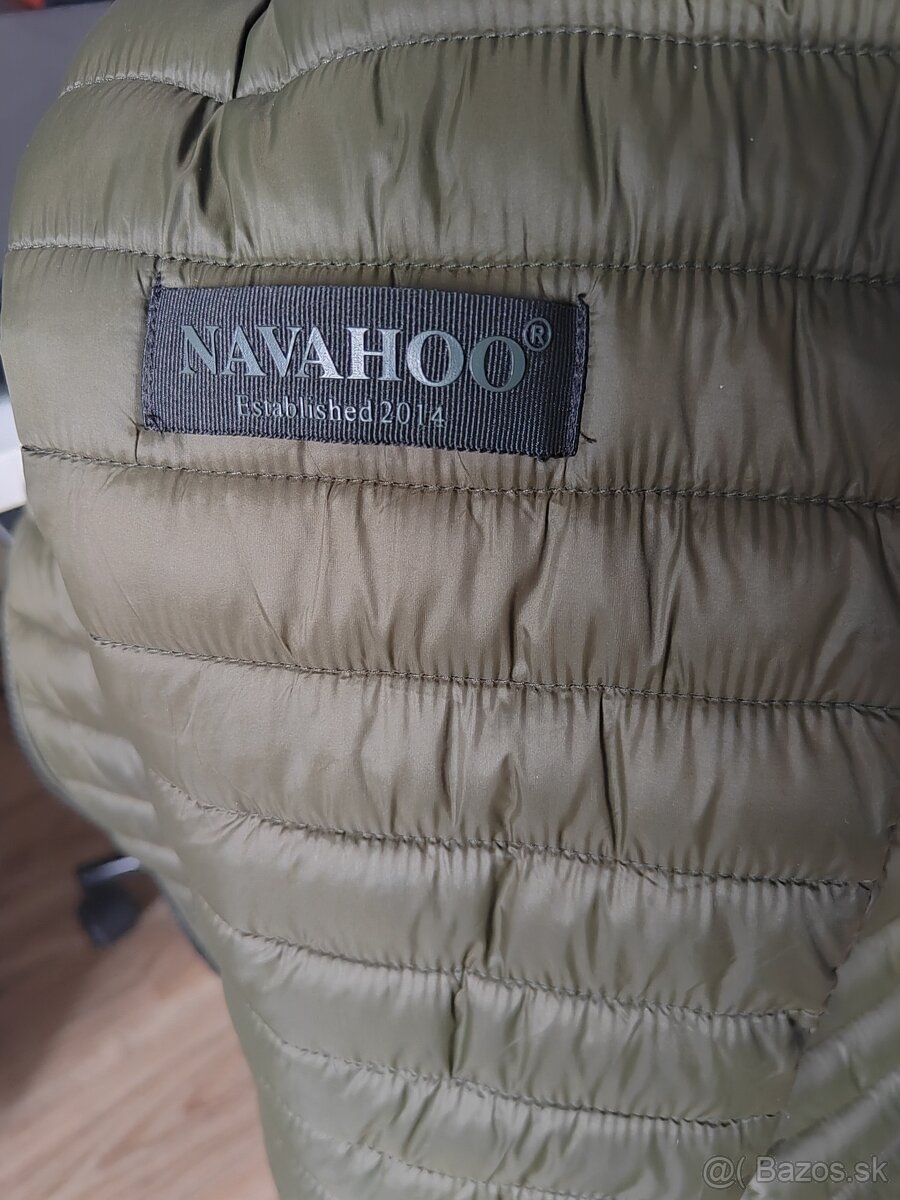 NAVAHOO®
Established 2014
@( Bazos.sk